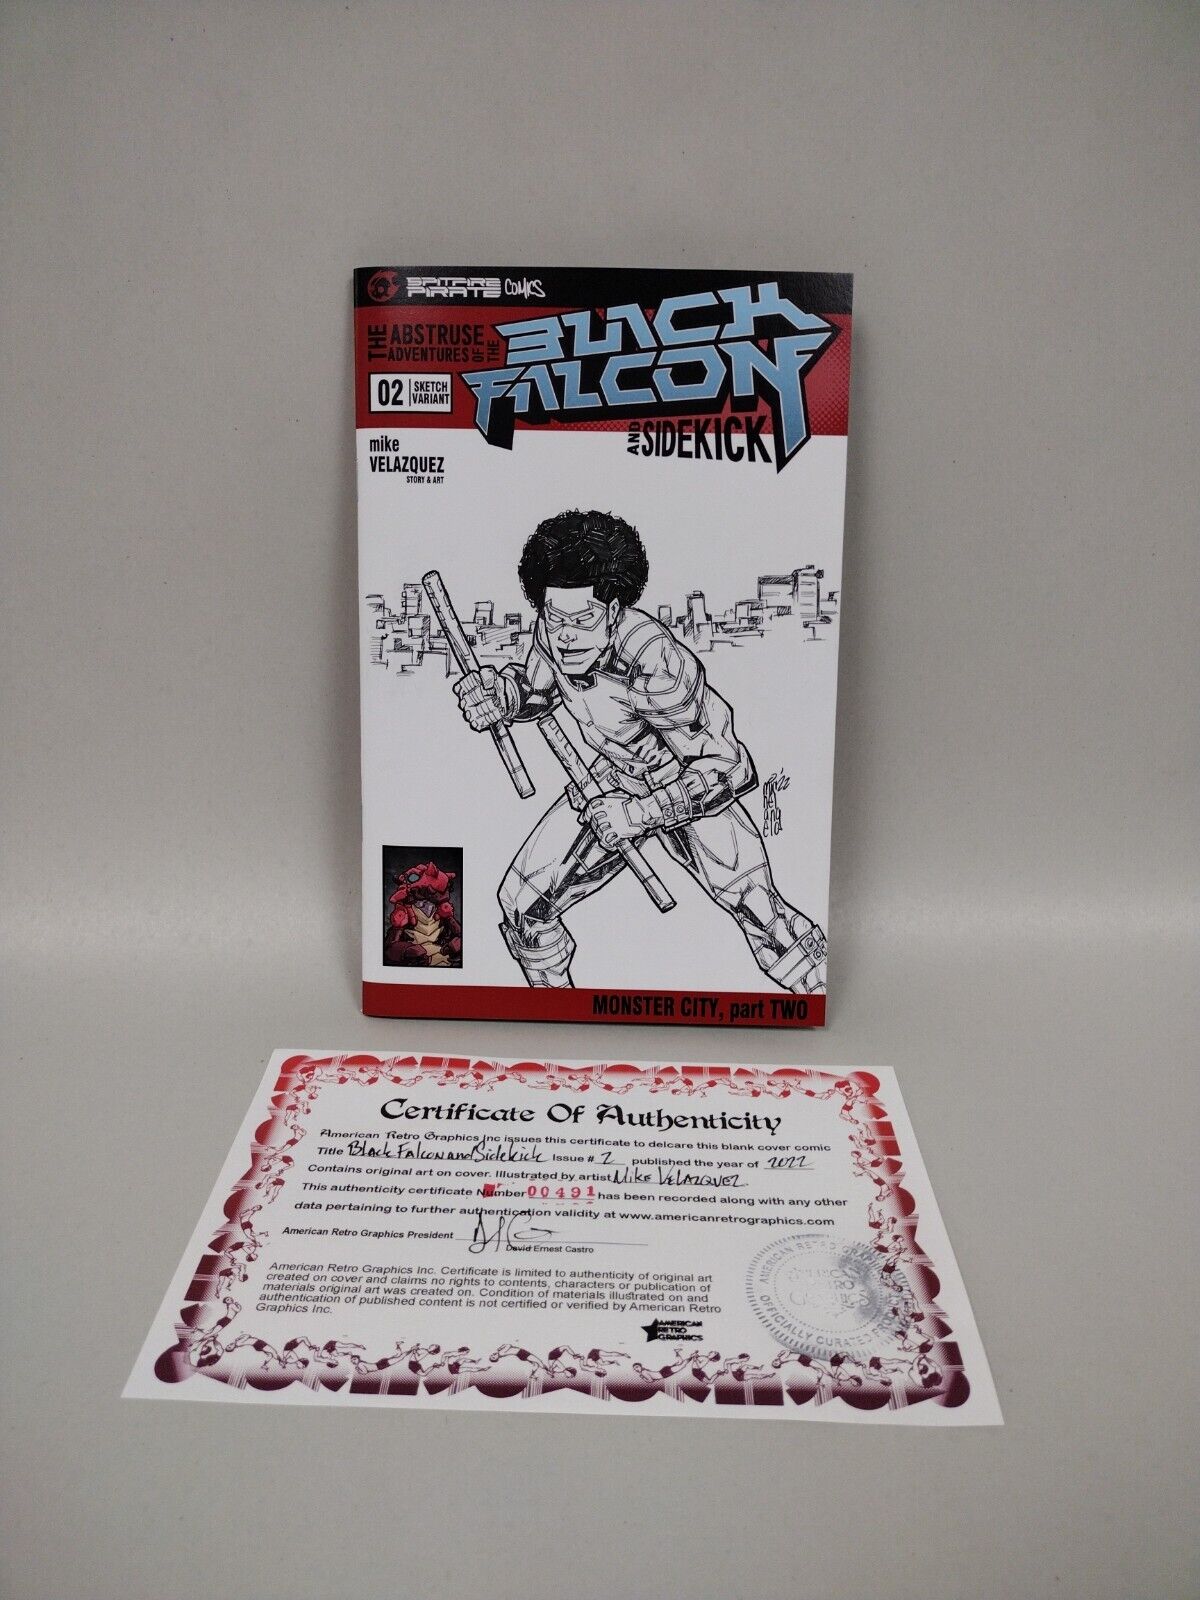 SPITFIRE
PIRATE COMICS
THE ABSTRUSE
ADVENTURES OF THE
BLACK
FALCON
AND SIDEKICK
02 SKETCH
VARIANT
mike
VELAZQUEZ
STORY & ART
'22
MONSTER CITY, part TWO
Certificate Of Authenticity
American Retro Graphics Inc issues this certificate to delcare this blank cover comic
Title Black Falcon and Sidekick Issue # 2 published the year of 2022
Contains original art on cover. Illustrated by artist Mike Velazquez
This authenticity certificate Number 00491 has been recorded along with any other
data pertaining to further authentication validity at www.americanretrographics.com
American Retro Graphics President
David Ernest Castro
American Retro Graphics Inc. Certificate is limited to authenticity of original art
created on cover and claims no rights to contents, characters or publication of
materials original art was created on. Condition of materials illustrated on and
authentication of published content is not certified or verified by American Retro
Graphics Inc.
AMERICAN
RETRO
GRAPHICS
AMERICAN RETRO GRAPHICS
OFFICIALLY CURATED